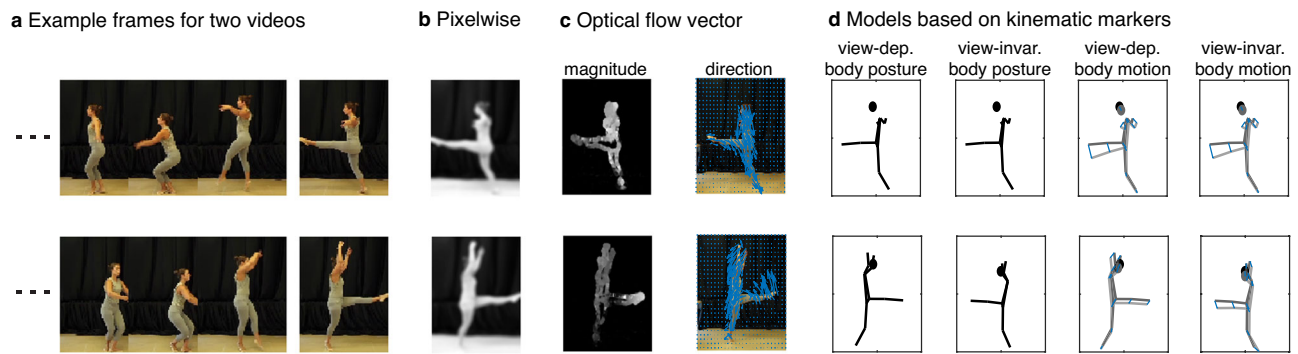 a Example frames for two videos
b Pixelwise
c Optical flow vector
d Models based on kinematic markers
magnitude
direction
view-dep.
body posture
view-invar.
body posture
view-dep.
body motion
view-invar.
body motion